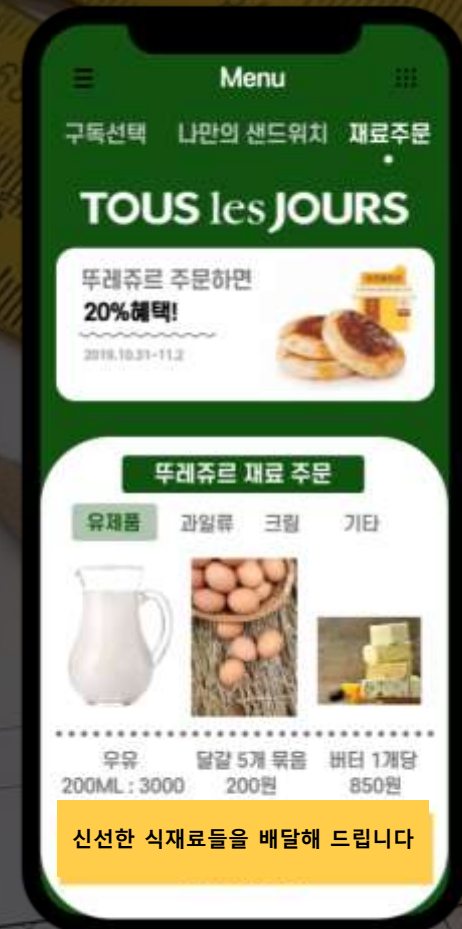 Menu
구독선택 나만의 샌드위치 재료주문
TOUS les JOURS
뚜레쥬르 주문하면
20%혜택!
2019.10.31~11.2
뚜레쥬르 재료 주문
유제품 과일류 크림 기타
우유 달걀 5개 묶음 버터 1개당
200ML : 3000 200원 850원
신선한 식재료들을 배달해 드립니다